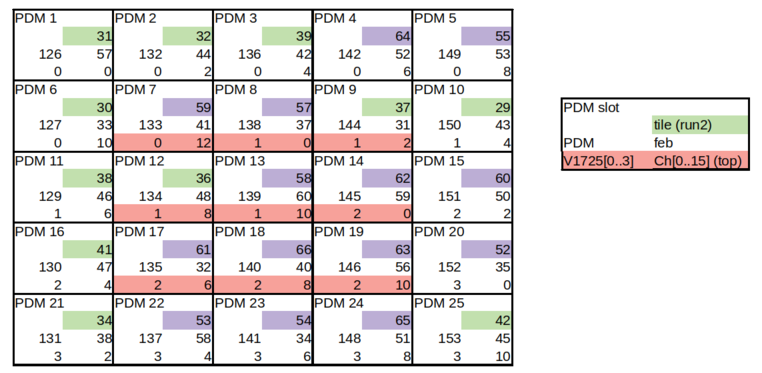 PDM 1 PDM 2 PDM 3 PDM 4 PDM 5
31 32 39 64 55
126 57 132 44 136 42 142 52 149 53
0 0 0 2 0 4 0 6 0 8
PDM 6 PDM 7 PDM 8 PDM 9 PDM 10
30 59 57 37 29
127 33 133 41 138 37 144 31 150 43
0 10 0 12 1 0 1 2 1 4
PDM 11 PDM 12 PDM 13 PDM 14 PDM 15
38 36 58 62 60
129 46 134 48 139 60 145 59 151 50
1 6 1 8 1 10 2 0 2 2
PDM 16 PDM 17 PDM 18 PDM 19 PDM 20
41 61 66 63 52
130 47 135 32 140 40 146 56 152 35
2 4 2 6 2 8 2 10 3 0
PDM 21 PDM 22 PDM 23 PDM 24 PDM 25
34 53 54 65 42
131 38 137 58 141 34 148 51 153 45
3 2 3 4 3 6 3 8 3 10
PDM slot
tile (run2)
PDM feb
V1725[0..3] Ch[0..15] (top)